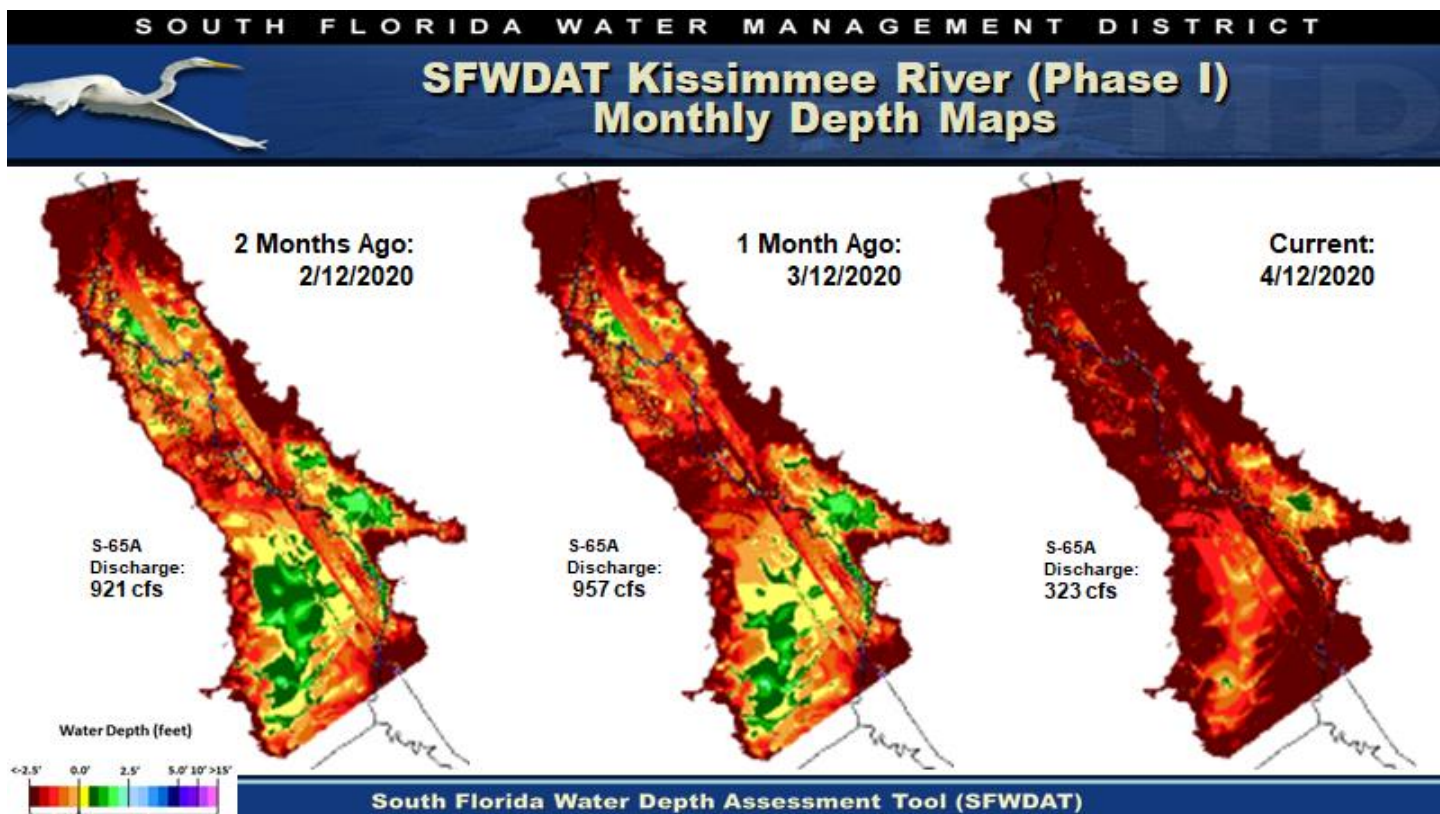 SOUTH FLORIDA WATER MANAGEMENT DISTRICT
SFWDAT Kissimmee River (Phase I)
Monthly Depth Maps
2 Months Ago:
2/12/2020
1 Month Ago:
3/12/2020
Current:
4/12/2020
S-65A
Discharge:
921 cfs
S-65A
Discharge:
957 cfs
S-65A
Discharge:
323 cfs
Water Depth (feet)
<-2.5' 0.0' 2.5' 5.0' 10' >15'
South Florida Water Depth Assessment Tool (SFWDAT)